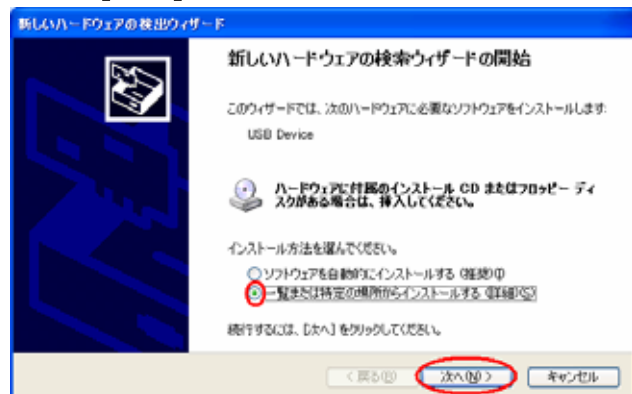 新しいハードウェアの検出ウィザード
新しいハードウェアの検索ウィザードの開始
このウィザードでは、次のハードウェアに必要なソフトウェアをインストールします:
USB Device
ハードウェアに付属のインストール CD またはフロッピー ディ
スクがある場合は、挿入してください。
インストール方法を選んでください。
ソフトウェアを自動的にインストールする (推奨)(I)
一覧または特定の場所からインストールする (詳細)(S)
続行するには、[次へ] をクリックしてください。
< 戻る(B) 次へ(N) > キャンセル